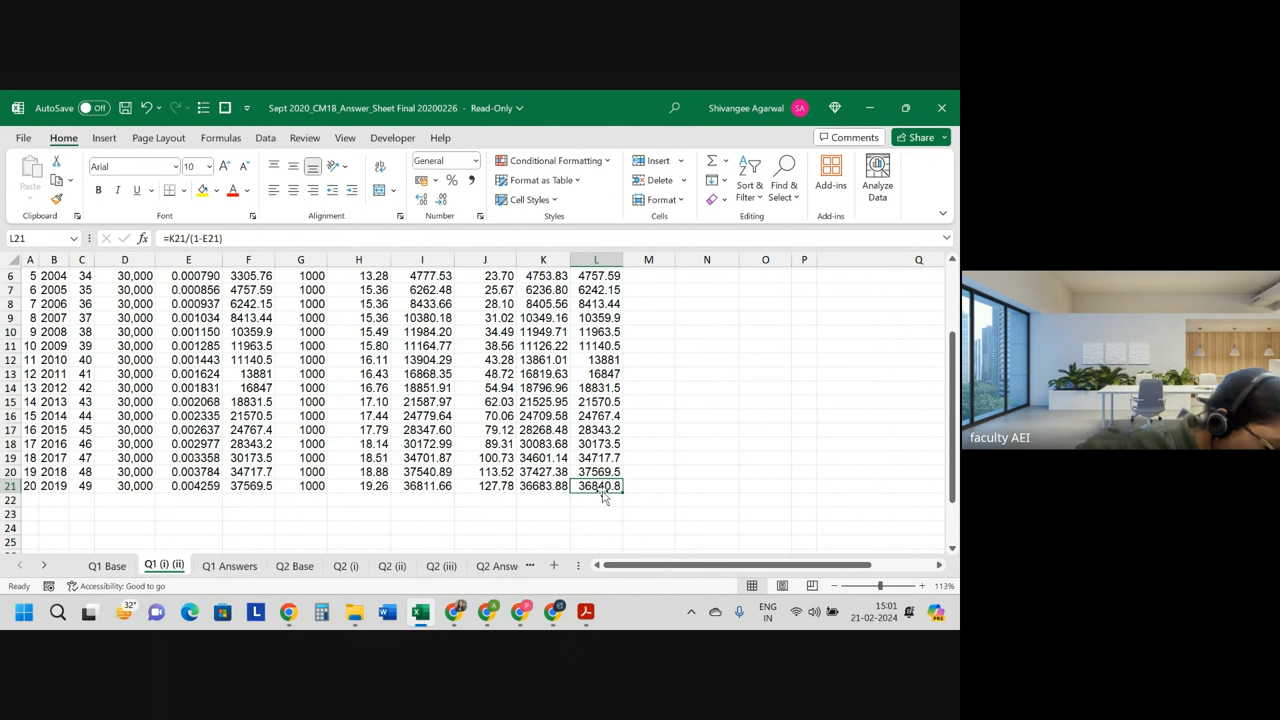 AutoSave Off Sept 2020_CM1B_Answer_Sheet Final 20200226 - Read-Only Shivangee Agarwal SA
File Home Insert Page Layout Formulas Data Review View Developer Help Comments Share
Paste Arial 10 General Conditional Formatting Insert
Format as Table Delete Sort & Filter Find & Select Add-ins Analyze Data
Cell Styles Format
Clipboard Font Alignment Number Styles Cells Editing Add-ins
L21 fx =K21/(1-E21)
A B C D E F G H I J K L M N O P Q
6 5 2004 34 30,000 0.000790 3305.76 1000 13.28 4777.53 23.70 4753.83 4757.59
7 6 2005 35 30,000 0.000856 4757.59 1000 15.36 6262.48 25.67 6236.80 6242.15
8 7 2006 36 30,000 0.000937 6242.15 1000 15.36 8433.66 28.10 8405.56 8413.44
9 8 2007 37 30,000 0.001034 8413.44 1000 15.36 10380.18 31.02 10349.16 10359.9
10 9 2008 38 30,000 0.001150 10359.9 1000 15.49 11984.20 34.49 11949.71 11963.5
11 10 2009 39 30,000 0.001285 11963.5 1000 15.80 11164.77 38.56 11126.22 11140.5
12 11 2010 40 30,000 0.001443 11140.5 1000 16.11 13904.29 43.28 13861.01 13881
13 12 2011 41 30,000 0.001624 13881 1000 16.43 16868.35 48.72 16819.63 16847
14 13 2012 42 30,000 0.001831 16847 1000 16.76 18851.91 54.94 18796.96 18831.5
15 14 2013 43 30,000 0.002068 18831.5 1000 17.10 21587.97 62.03 21525.95 21570.5
16 15 2014 44 30,000 0.002335 21570.5 1000 17.44 24779.64 70.06 24709.58 24767.4
17 16 2015 45 30,000 0.002637 24767.4 1000 17.79 28347.60 79.12 28268.48 28343.2
18 17 2016 46 30,000 0.002977 28343.2 1000 18.14 30172.99 89.31 30083.68 30173.5
19 18 2017 47 30,000 0.003358 30173.5 1000 18.51 34701.87 100.73 34601.14 34717.7
20 19 2018 48 30,000 0.003784 34717.7 1000 18.88 37540.89 113.52 37427.38 37569.5
21 20 2019 49 30,000 0.004259 37569.5 1000 19.26 36811.66 127.78 36683.88 36840.8
22
23
24
25
Q1 Base Q1 (i) (ii) Q1 Answers Q2 Base Q2 (i) Q2 (ii) Q2 (iii) Q2 Answ
Ready Accessibility: Good to go 113%
32° ENG IN 15:01 21-02-2024
faculty AEI